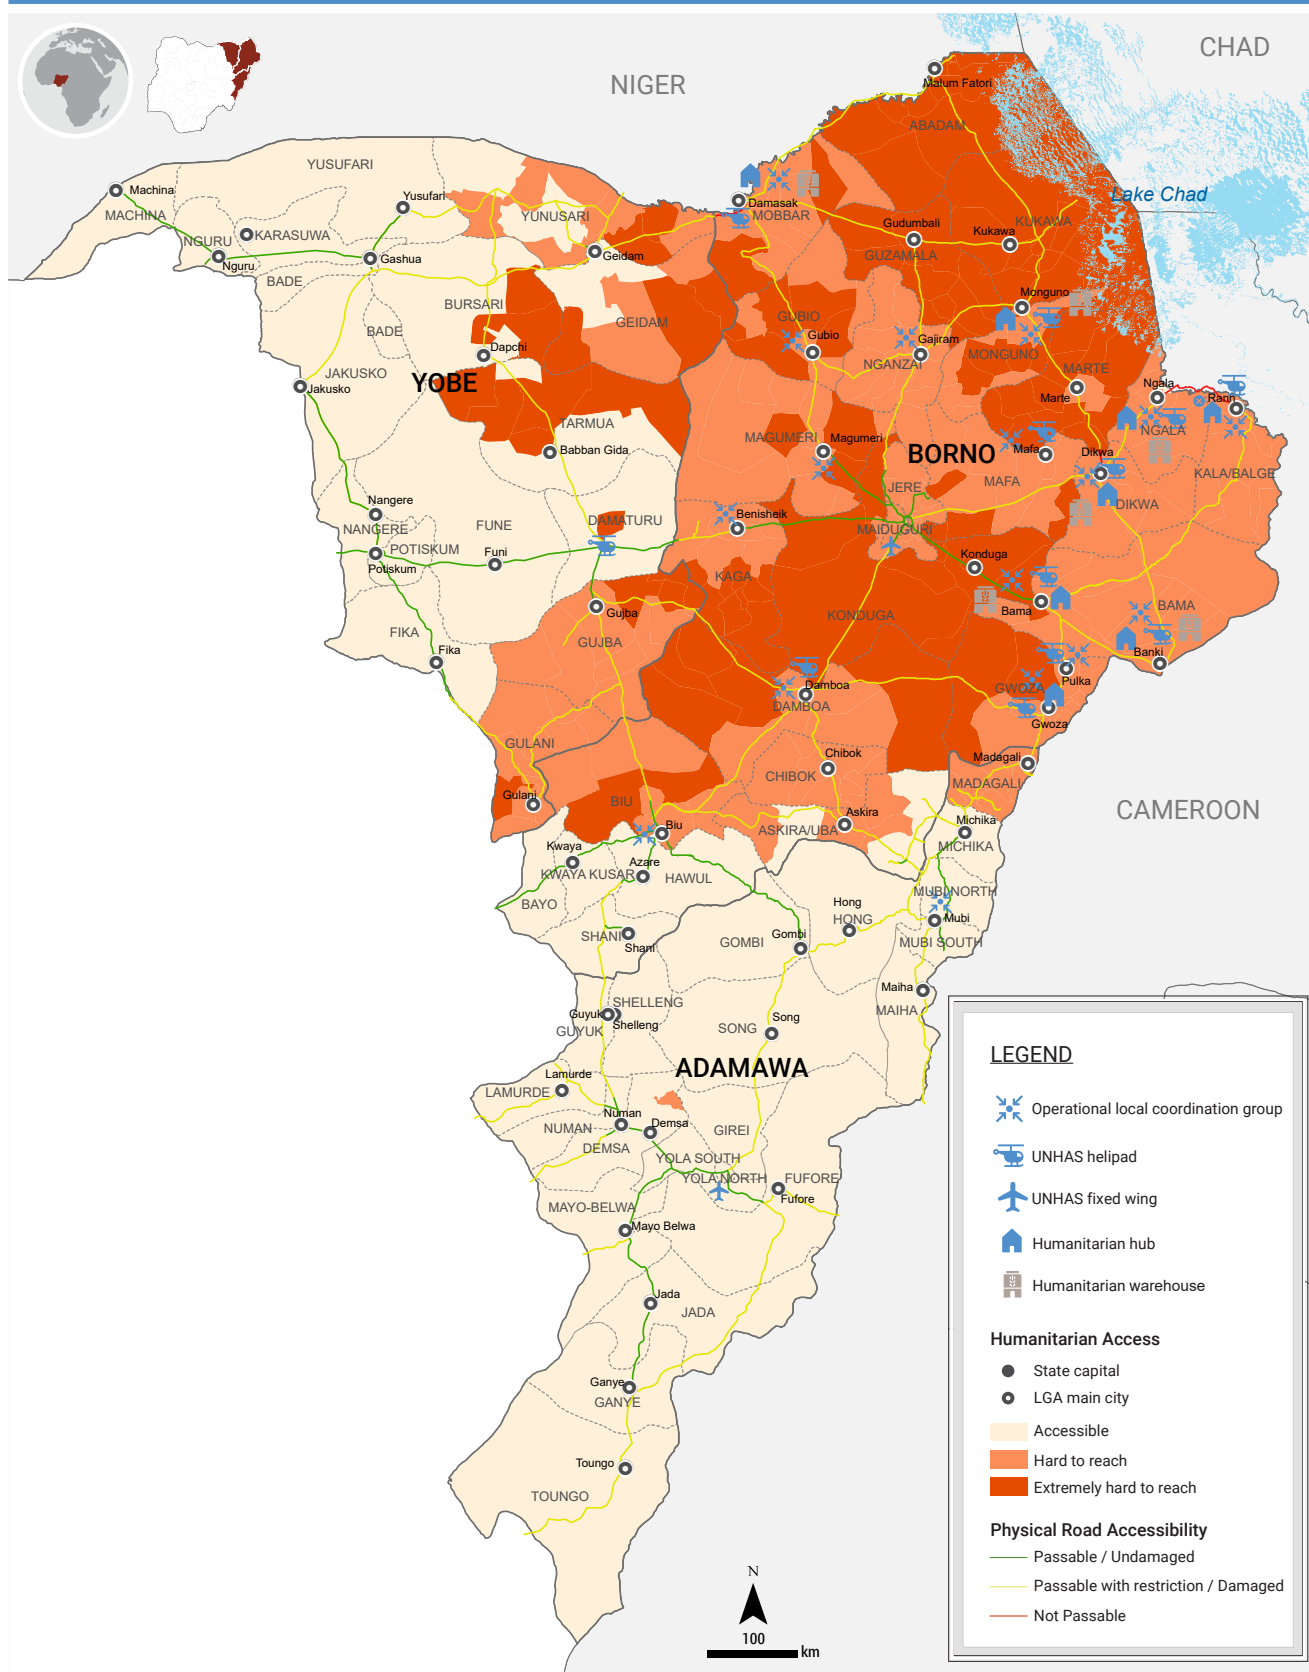 CHAD
NIGER
Malum Fatori
ABADAM
YUSUFARI
Machina
MACHINA
Yusufari
YUNUSARI
Damasak
MOBBAR
Lake Chad
NGURU
KARASUWA
Nguru
Gashua
Geidam
Gudumbali
Kukawa
KUKAWA
GUZAMALA
BADE
BURSARI
GEIDAM
GUBIO
Monguno
BADE
Dapchi
Gubio
Gajiram
NGANZAI
MONGUNO
MARTE
JAKUSKO
Jakusko
YOBE
Marte
Ngala
Rann
TARMUA
Babban Gida
MAGUMERI
Magumeri
BORNO
Mafa
Dikwa
NGALA
KALA/BALGE
JERE
MAFA
DIKWA
Nangere
NANGERE
FUNE
DAMATURU
Benisheik
MAIDUGURI
POTISKUM
Potiskum
Funi
Konduga
KAGA
Bama
BAMA
Gujba
GUJBA
KONDUGA
FIKA
Fika
Banki
Pulka
Damboa
DAMBOA
GWOZA
Gwoza
GULANI
Chibok
CHIBOK
Madagali
MADAGALI
Gulani
BIU
Biu
Askira
ASKIRA/UBA
CAMEROON
Michika
MICHIKA
Kwaya
KWAYA KUSAR
Azare
HAWUL
BAYO
MUBI NORTH
Hong
HONG
Mubi
SHANI
Shani
GOMBI
Gombi
MUBI SOUTH
Maiha
MAIHA
SHELLENG
Guyuk
Shelleng
GUYUK
SONG
Song
ADAMAWA
Lamurde
LAMURDE
Numan
NUMAN
Demsa
DEMSA
GIREI
YOLA SOUTH
YOLA NORTH
FUFORE
Fufore
MAYO-BELWA
Mayo Belwa
Jada
JADA
Ganye
GANYE
Toungo
TOUNGO
N
100
km
LEGEND
Operational local coordination group
UNHAS helipad
UNHAS fixed wing
Humanitarian hub
Humanitarian warehouse
Humanitarian Access
State capital
LGA main city
Accessible
Hard to reach
Extremely hard to reach
Physical Road Accessibility
Passable / Undamaged
Passable with restriction / Damaged
Not Passable